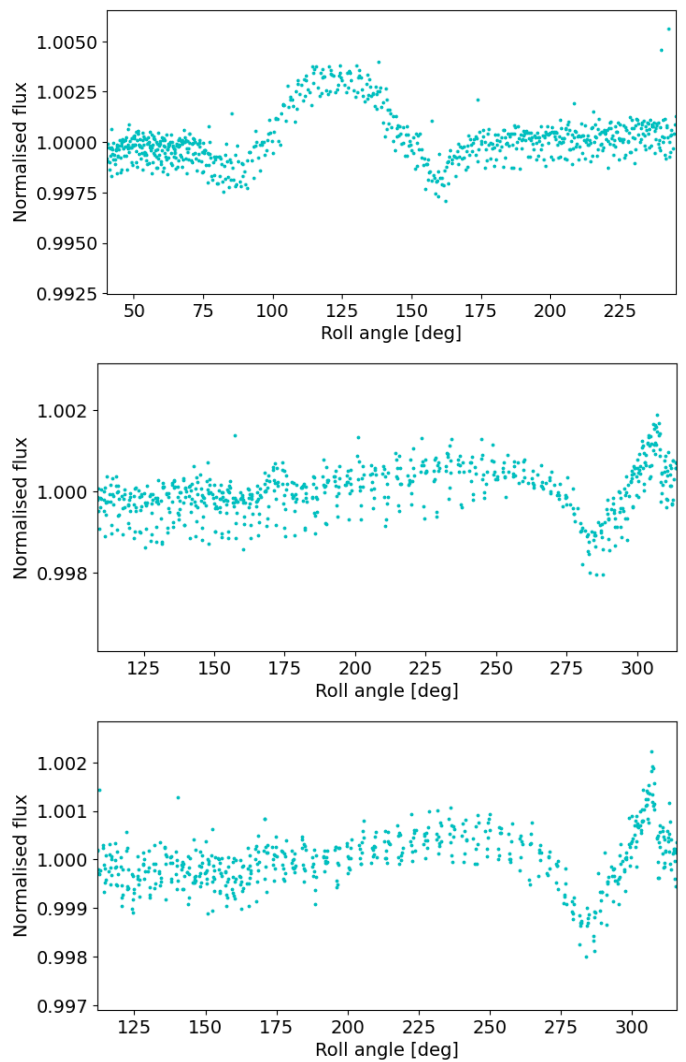 1.0050
1.0025
1.0000
0.9975
0.9950
0.9925
Normalised flux
50 75 100 125 150 175 200 225
Roll angle [deg]
1.002
1.000
0.998
Normalised flux
125 150 175 200 225 250 275 300
Roll angle [deg]
1.002
1.001
1.000
0.999
0.998
0.997
Normalised flux
125 150 175 200 225 250 275 300
Roll angle [deg]